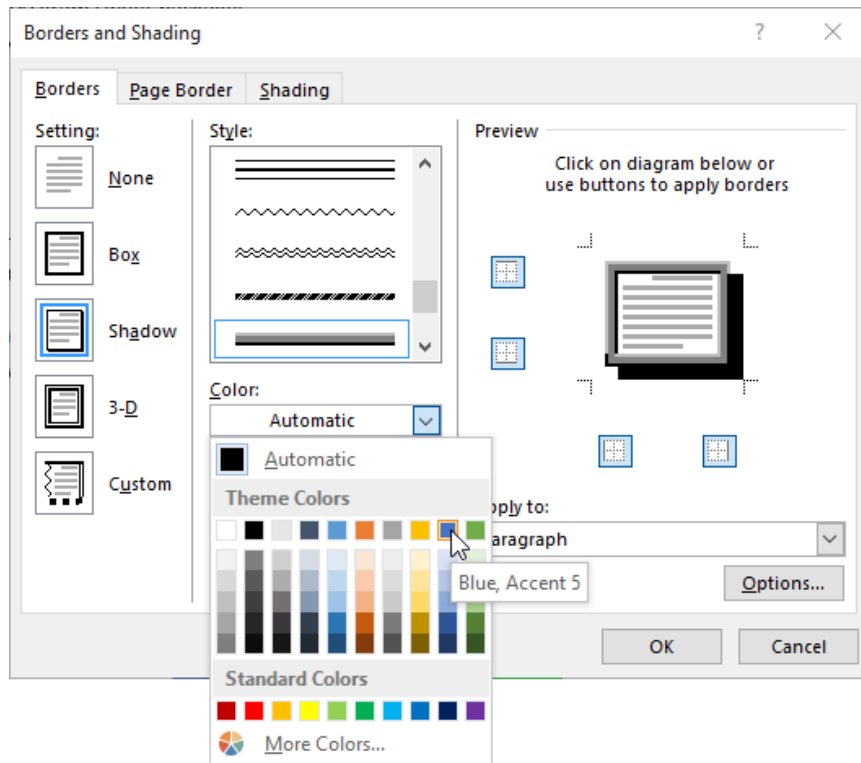 Borders and Shading
Borders
Page Border
Shading
Setting:
None
Box
Shadow
3-D
Custom
Style:
Color:
Automatic
Automatic
Theme Colors
Blue, Accent 5
Standard Colors
More Colors...
Preview
Click on diagram below or
use buttons to apply borders
pply to:
aragraph
Options...
OK
Cancel